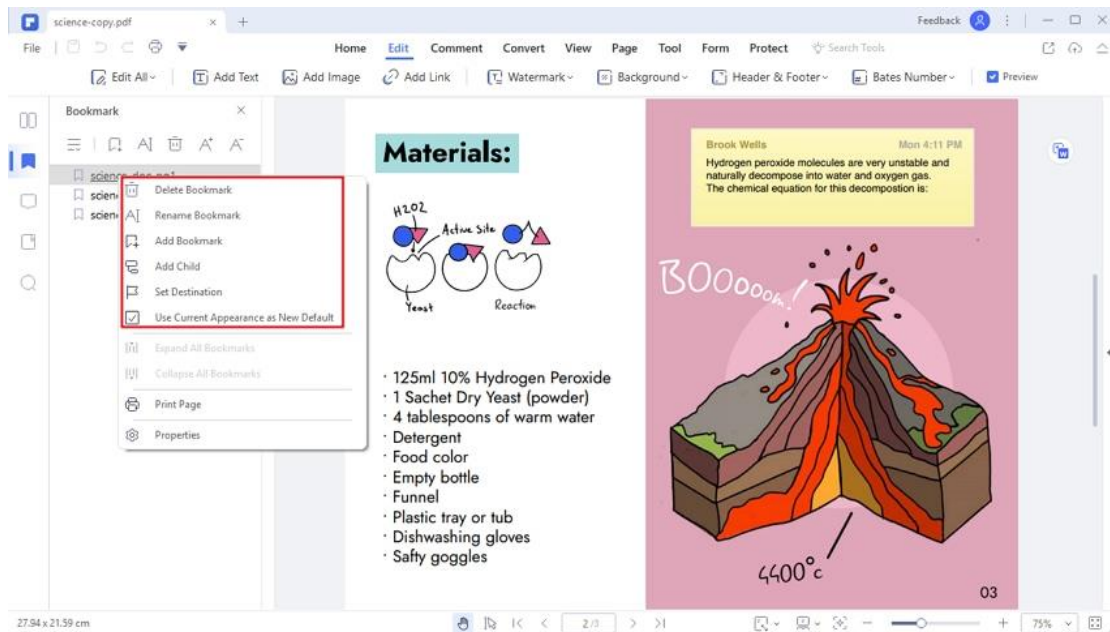 science-copy.pdf
Feedback
File
Home Edit Comment Convert View Page Tool Form Protect Search Tools
Edit All Add Text Add Image Add Link Watermark Background Header & Footer Bates Number Preview
Bookmark
Delete Bookmark
Rename Bookmark
Add Bookmark
Add Child
Set Destination
Use Current Appearance as New Default
Expand All Bookmarks
Collapse All Bookmarks
Print Page
Properties
Materials:
H2O2
Active Site
Yeast
Reaction
· 125ml 10% Hydrogen Peroxide
· 1 Sachet Dry Yeast (powder)
· 4 tablespoons of warm water
· Detergent
· Food color
· Empty bottle
· Funnel
· Plastic tray or tub
· Dishwashing gloves
· Safty goggles
Brook Wells Mon 4:11 PM
Hydrogen peroxide molecules are very unstable and
naturally decompose into water and oxygen gas.
The chemical equation for this decompostion is:
BOOooooom!
4400°c
03
27.94 x 21.59 cm
2/3
75%